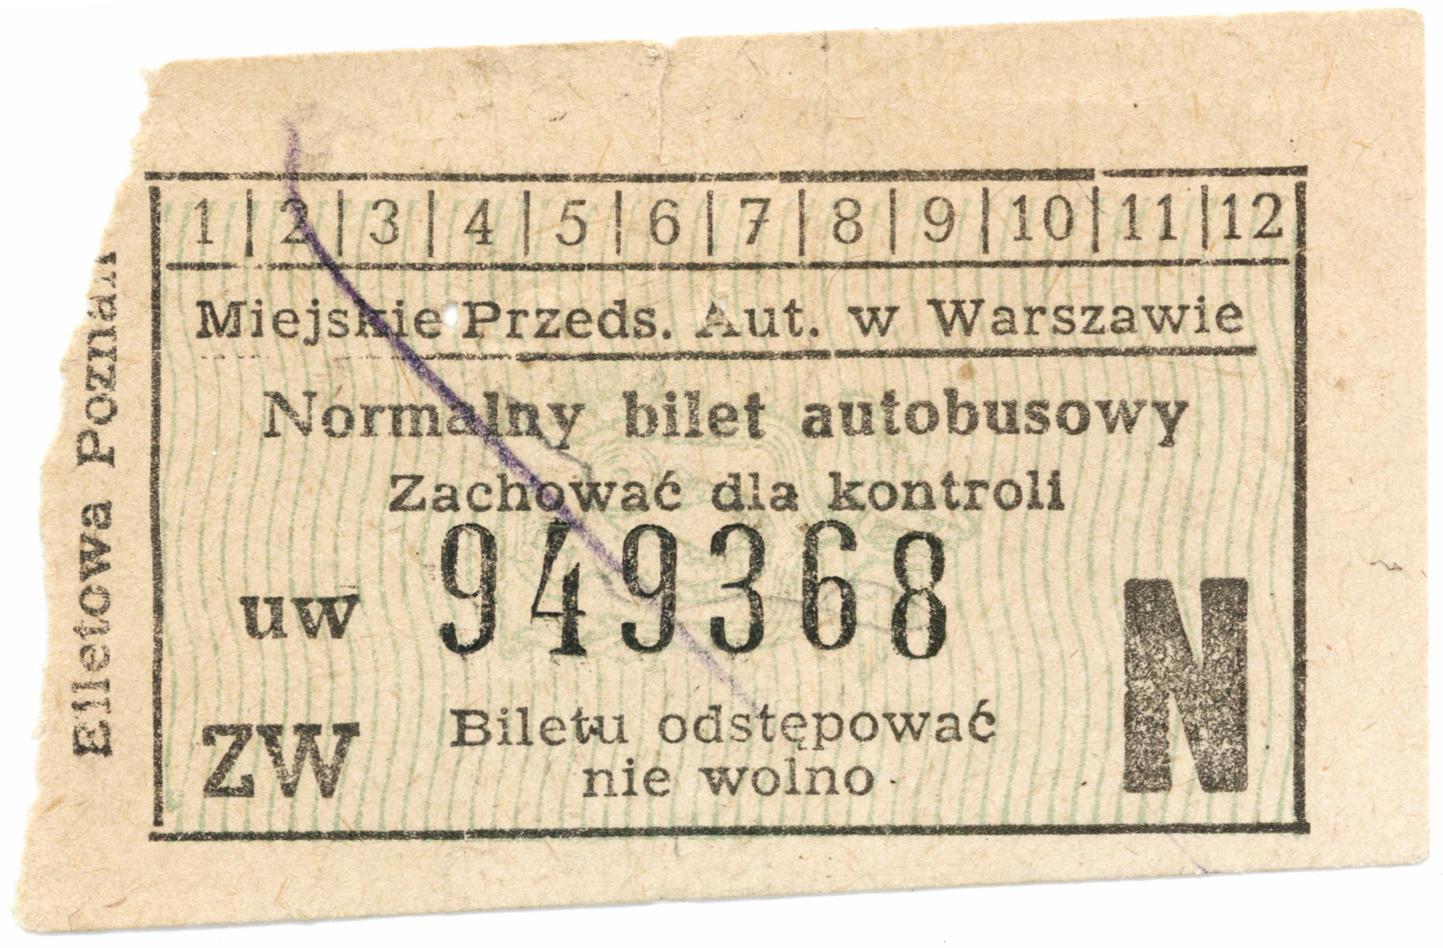 1 | 2 | 3 | 4 | 5 | 6 | 7 | 8 | 9 | 10 | 11 | 12
Miejskie Przeds. Aut. w Warszawie
Normalny bilet autobusowy
Zachować dla kontroli
uw 949368
N
ZW
Biletu odstępować
nie wolno
Biletowa Poznań